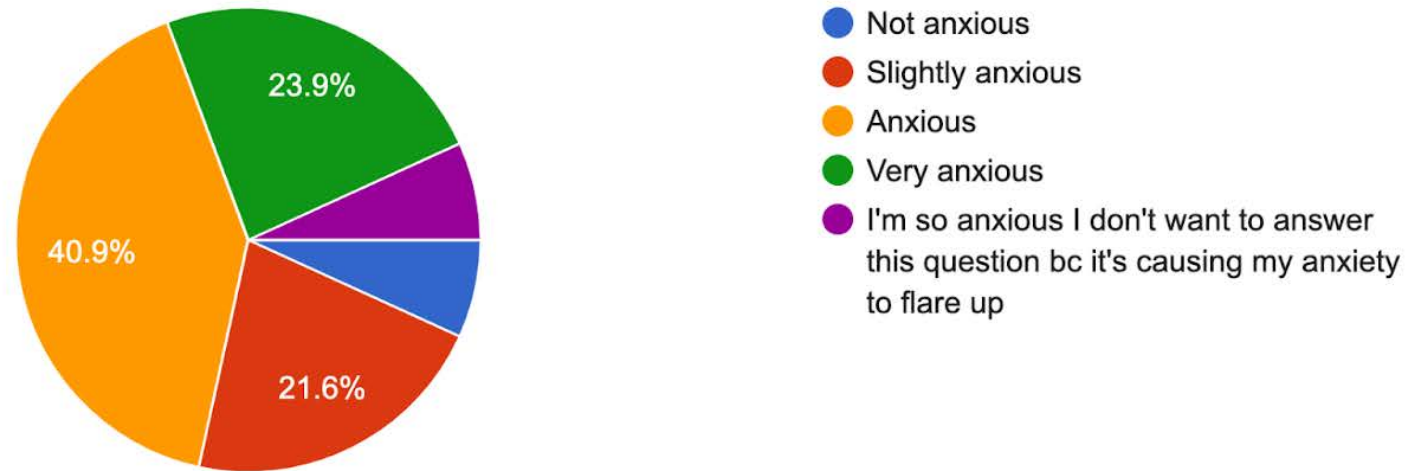 23.9%
40.9%
21.6%
Not anxious
Slightly anxious
Anxious
Very anxious
I'm so anxious I don't want to answer
this question bc it's causing my anxiety
to flare up